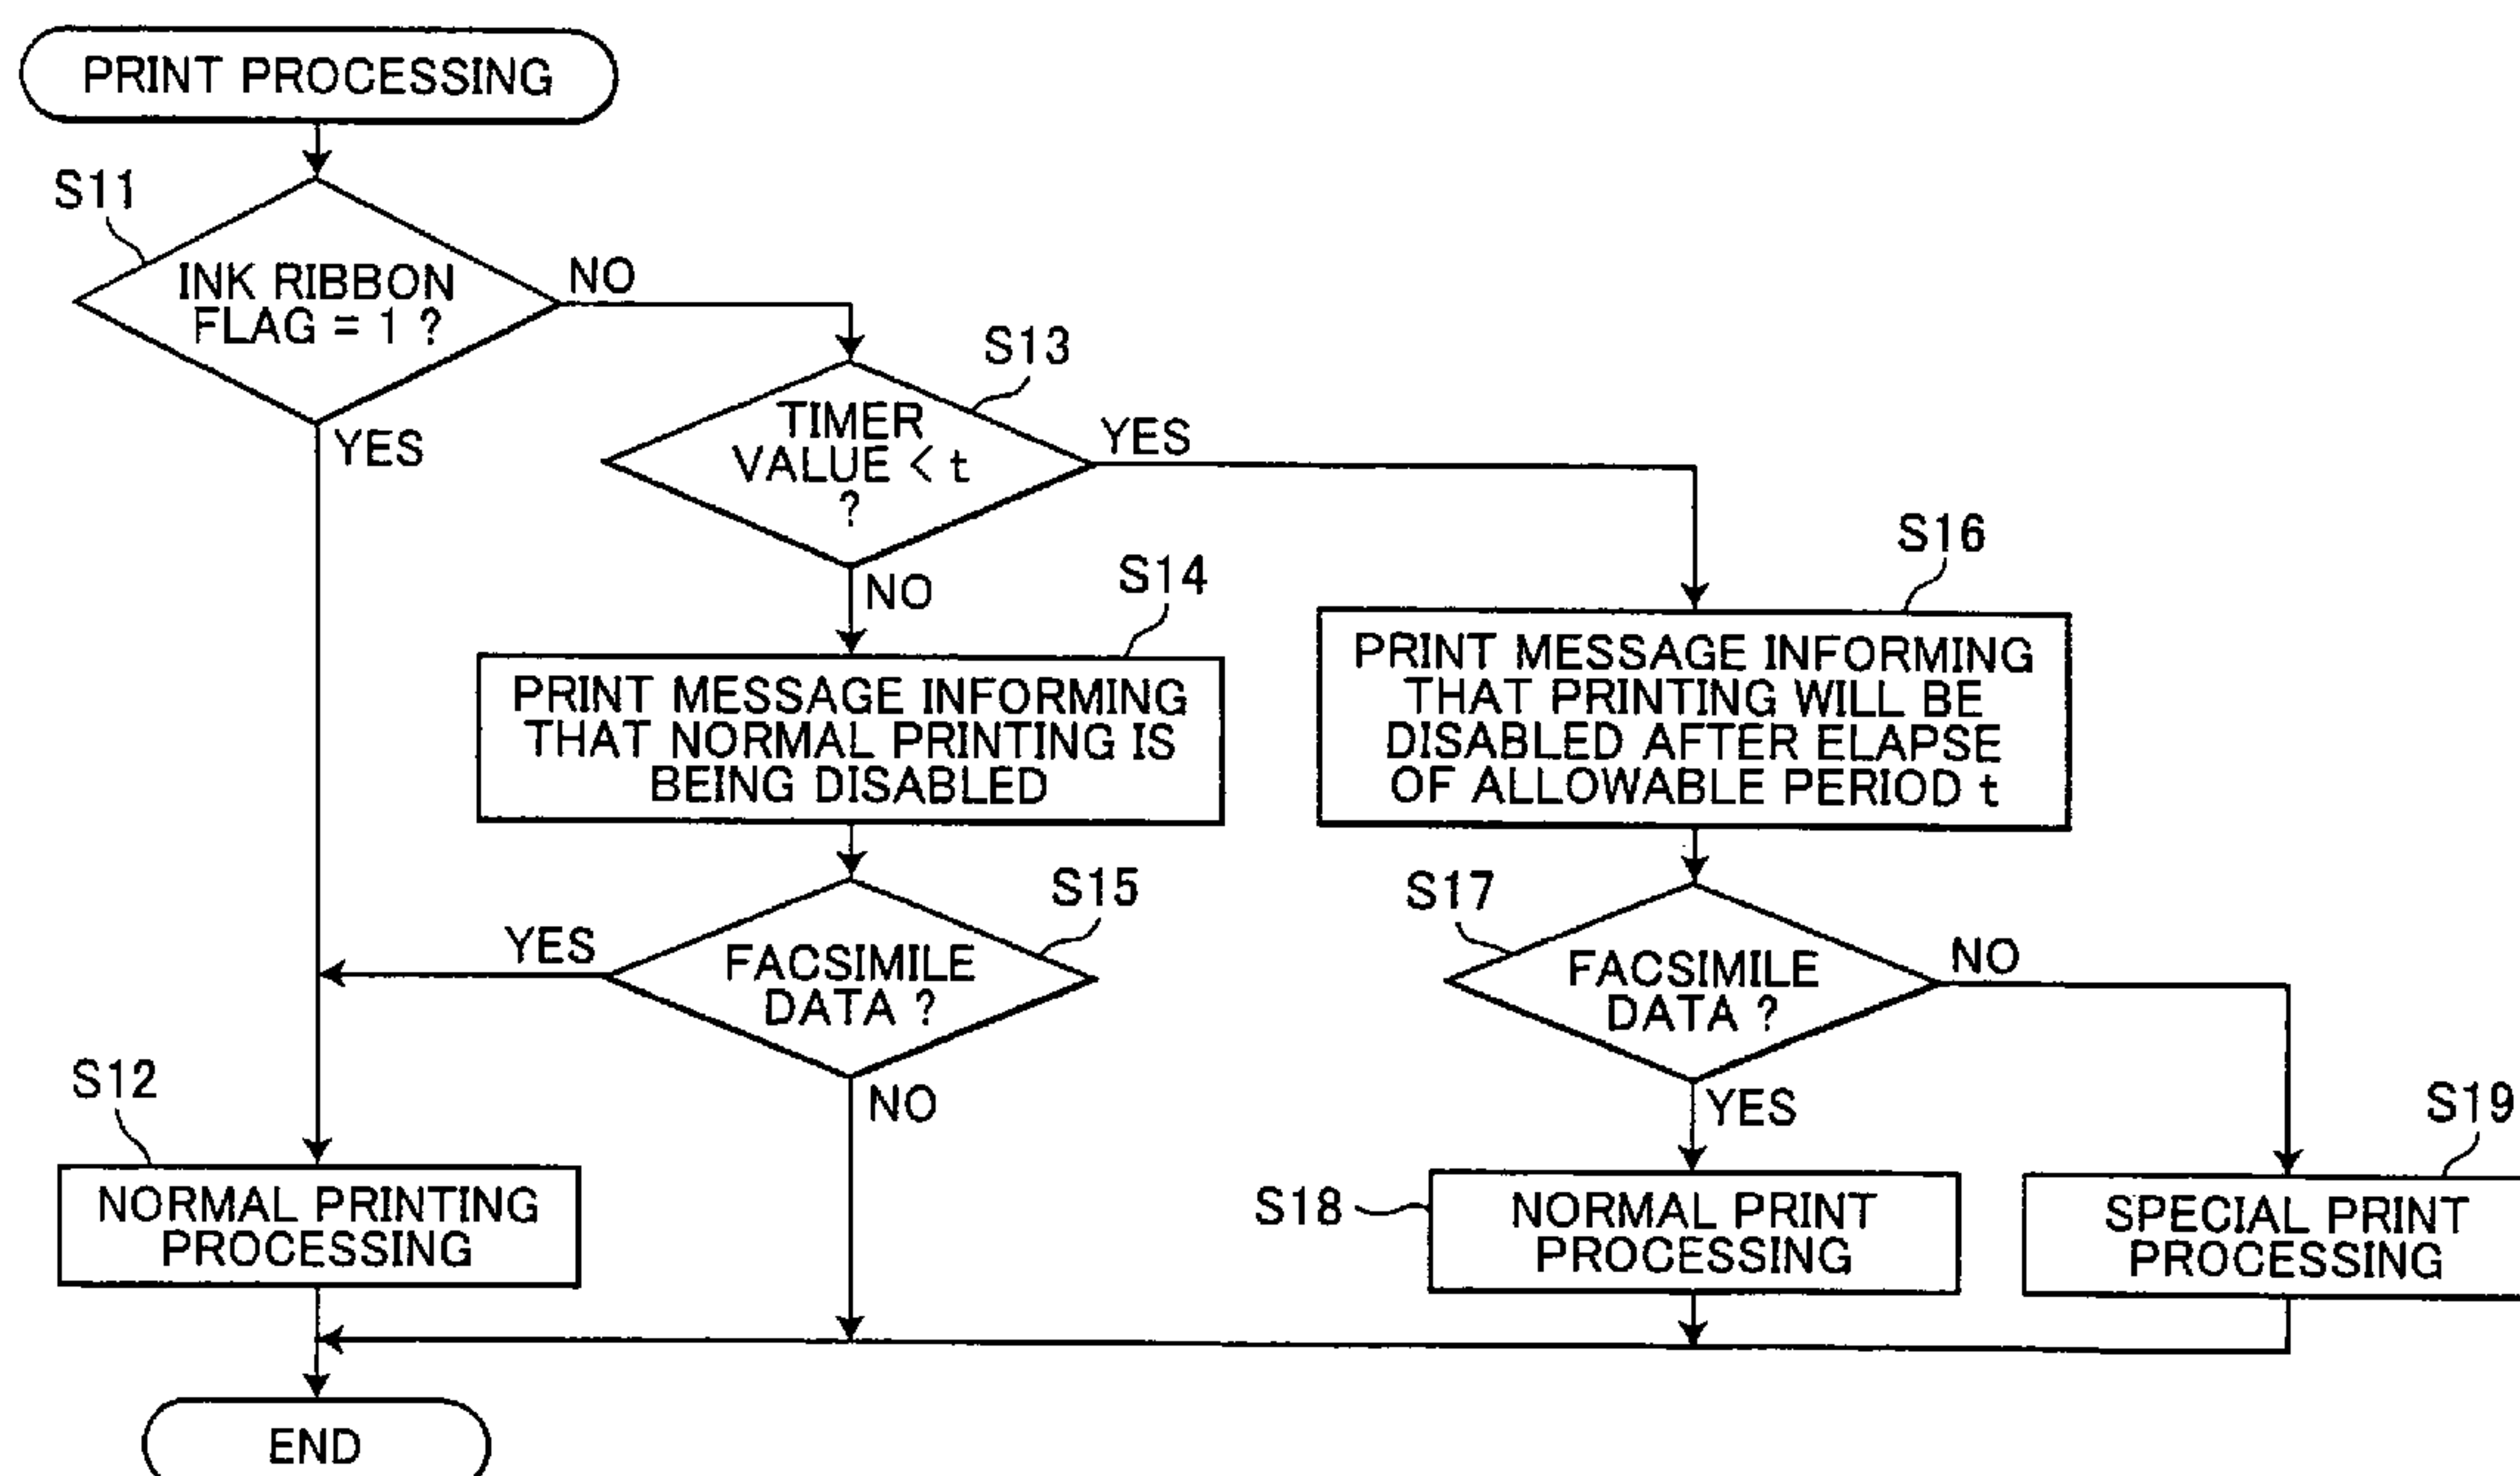 PRINT PROCESSING
S11
INK RIBBON
FLAG = 1 ?
NO
YES
S13
TIMER
VALUE < t
?
YES
NO
S14
PRINT MESSAGE INFORMING
THAT NORMAL PRINTING IS
BEING DISABLED
S16
PRINT MESSAGE INFORMING
THAT PRINTING WILL BE
DISABLED AFTER ELAPSE
OF ALLOWABLE PERIOD t
S15
FACSIMILE
DATA ?
YES
NO
S17
FACSIMILE
DATA ?
NO
YES
S12
NORMAL PRINTING
PROCESSING
S18
NORMAL PRINT
PROCESSING
S19
SPECIAL PRINT
PROCESSING
END